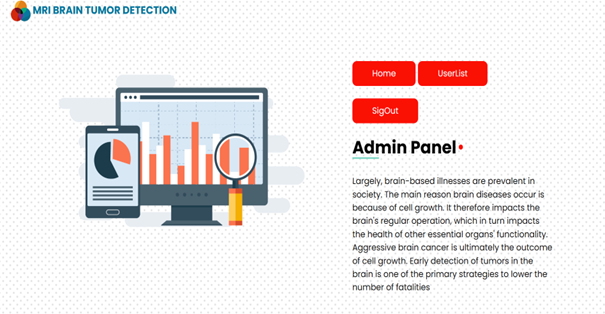 MRI BRAIN TUMOR DETECTION
Home UserList
SigOut
Admin Panel
Largely, brain-based illnesses are prevalent in
society. The main reason brain diseases occur is
because of cell growth. It therefore impacts the
brain's regular operation, which in turn impacts
the health of other essential organs' functionality.
Aggressive brain cancer is ultimately the outcome
of cell growth. Early detection of tumors in the
brain is one of the primary strategies to lower the
number of fatalities